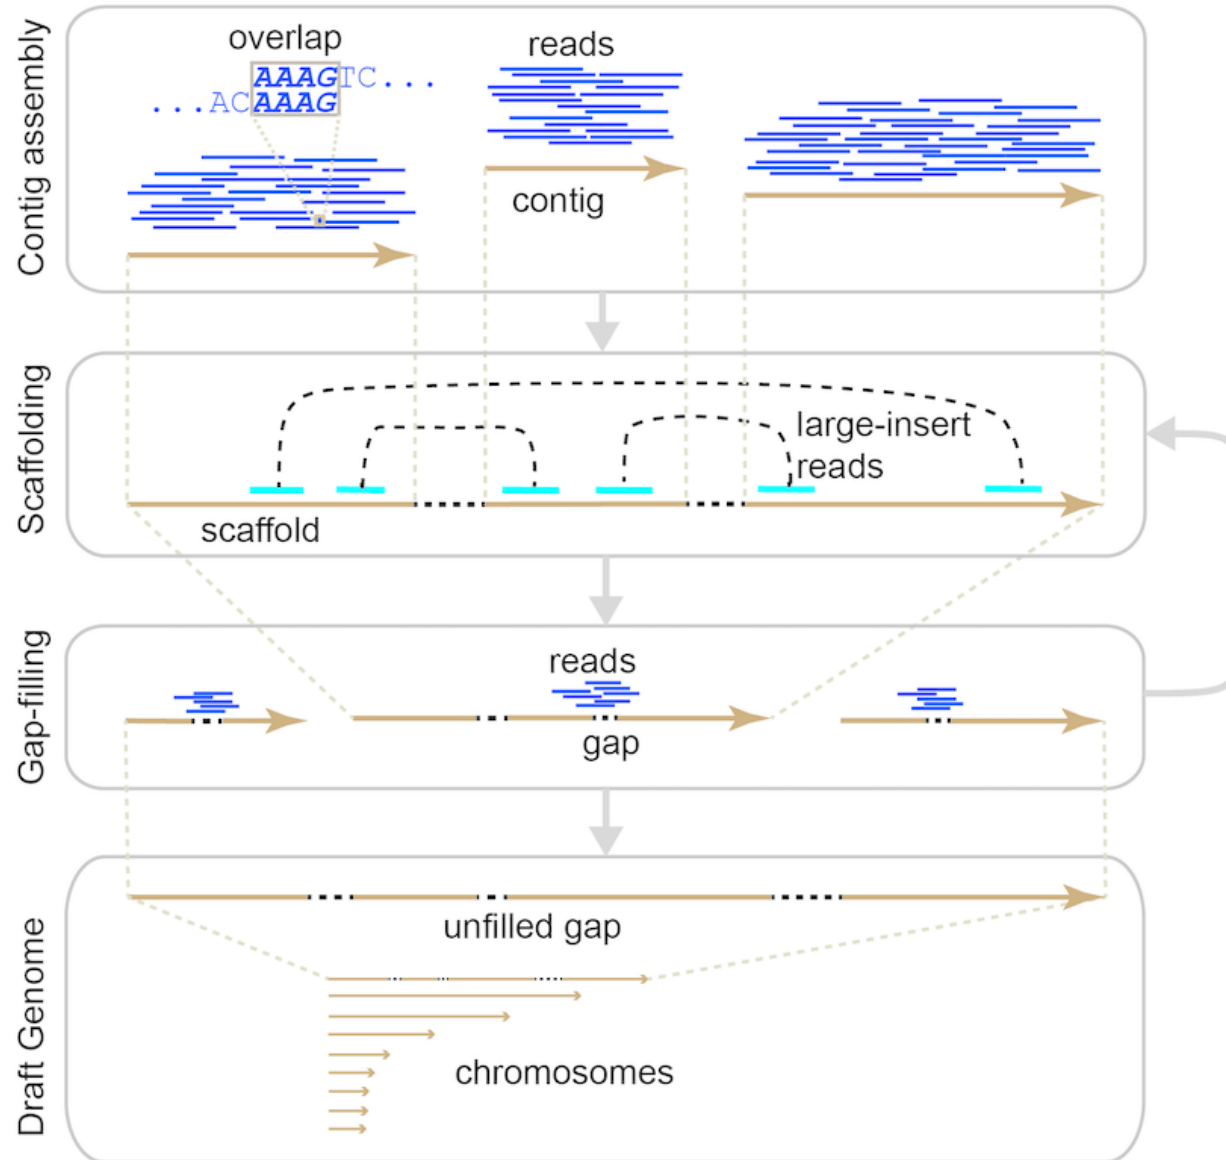 Contig assembly
overlap
AAAGTC...
...ACAAAG
reads
contig
Scaffolding
large-insert
reads
scaffold
Gap-filling
reads
gap
Draft Genome
unfilled gap
chromosomes